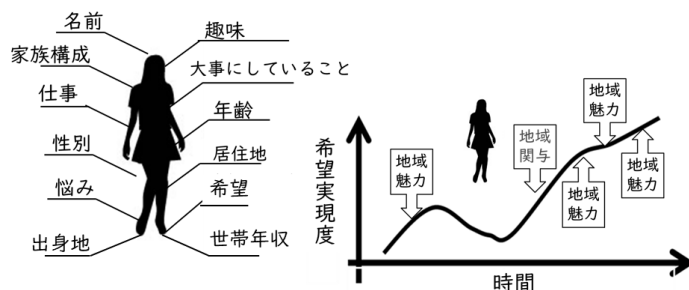 名前
趣味
家族構成
大事にしていること
仕事
年齢
性別
居住地
悩み
希望
出身地
世帯年収
希望実現度
地域
魅力
地域
関与
地域
魅力
地域
魅力
地域
魅力
時間